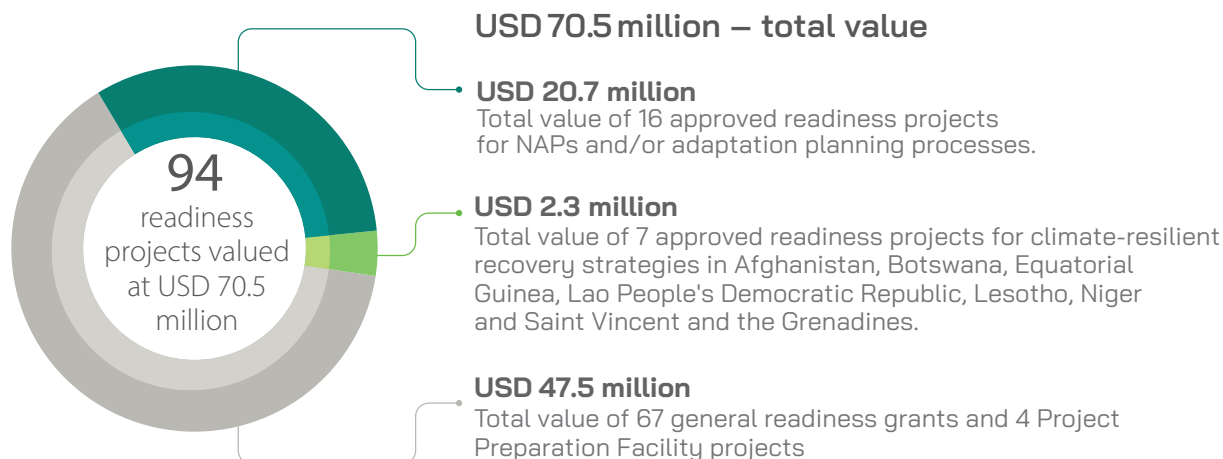 USD 70.5 million – total value
94
readiness
projects valued
at USD 70.5
million
USD 20.7 million
Total value of 16 approved readiness projects
for NAPs and/or adaptation planning processes.
USD 2.3 million
Total value of 7 approved readiness projects for climate-resilient
recovery strategies in Afghanistan, Botswana, Equatorial
Guinea, Lao People's Democratic Republic, Lesotho, Niger
and Saint Vincent and the Grenadines.
USD 47.5 million
Total value of 67 general readiness grants and 4 Project
Preparation Facility projects